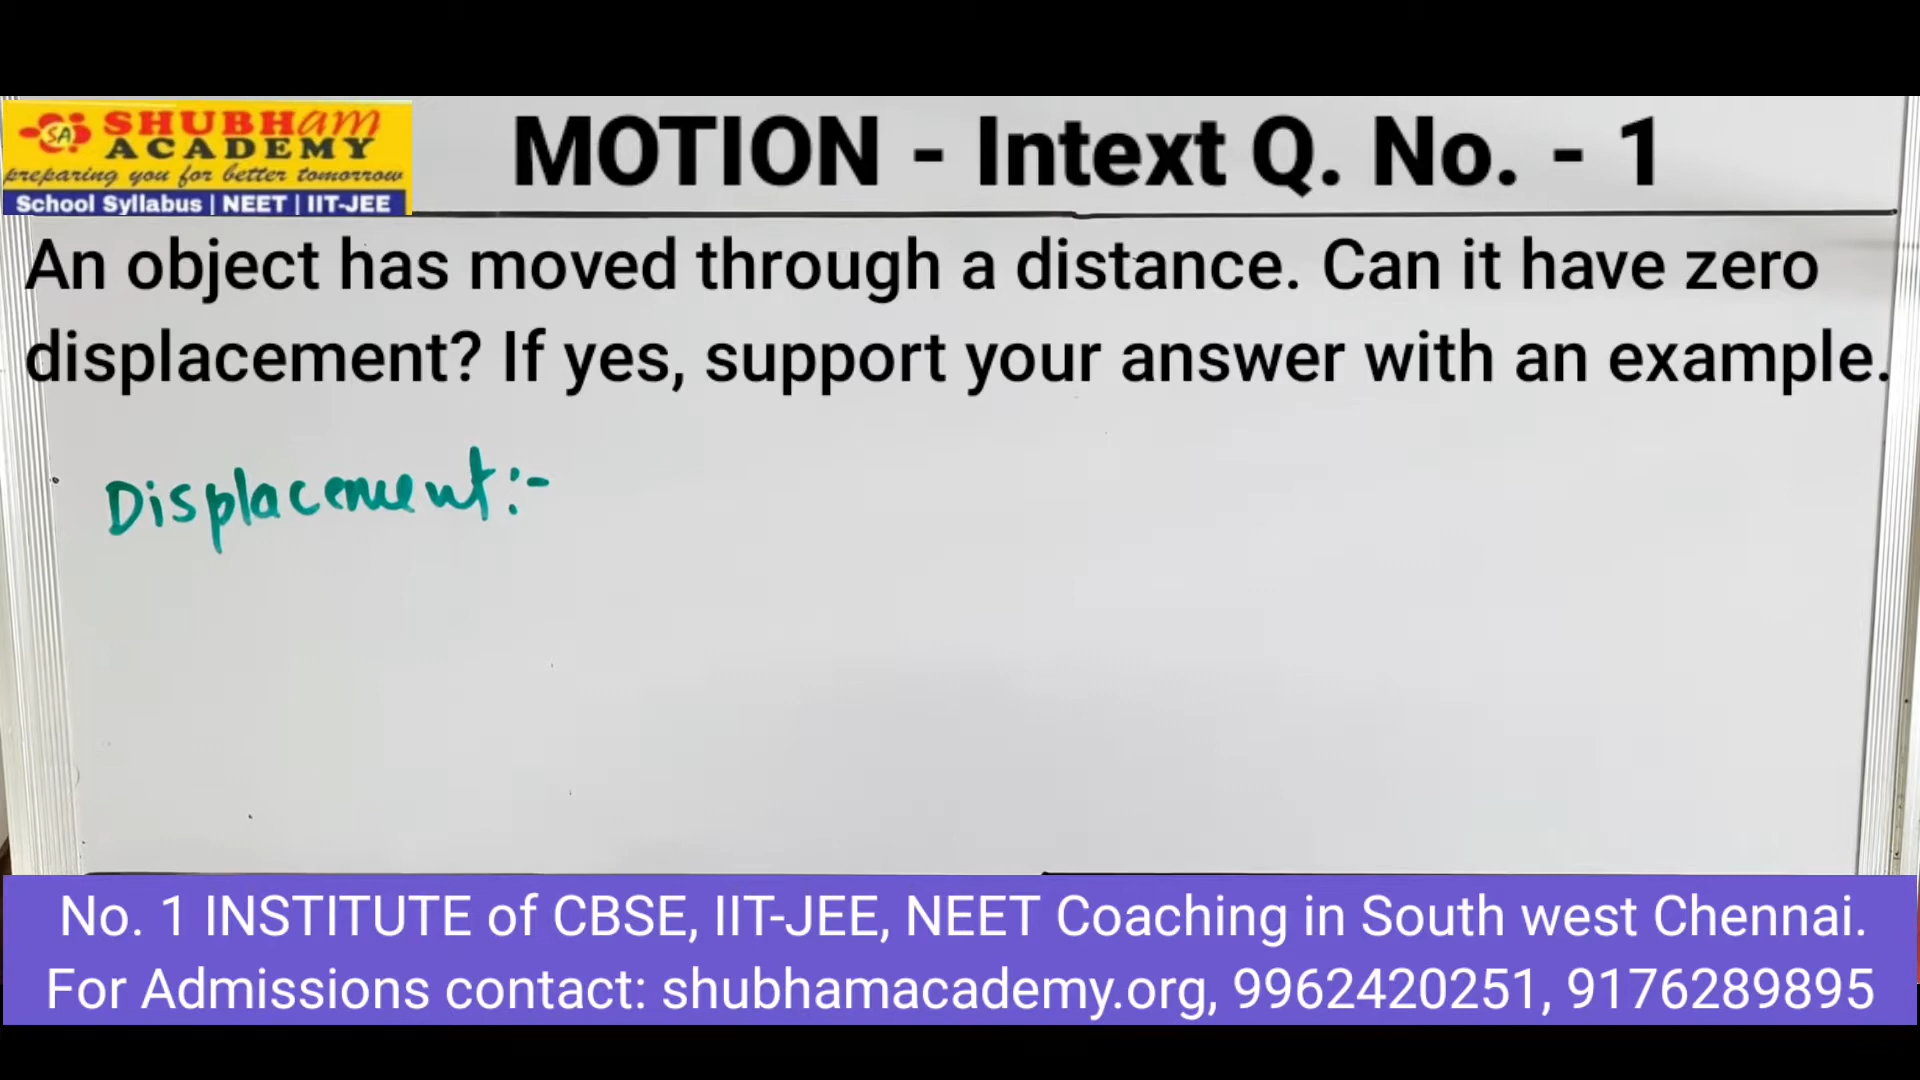 SA SHUBHAM
ACADEMY
preparing you for better tomorrow
School Syllabus | NEET | IIT-JEE
MOTION - Intext Q. No. - 1
An object has moved through a distance. Can it have zero
displacement? If yes, support your answer with an example.
Displacement:-
No. 1 INSTITUTE of CBSE, IIT-JEE, NEET Coaching in South west Chennai.
For Admissions contact: shubhamacademy.org, 9962420251, 9176289895